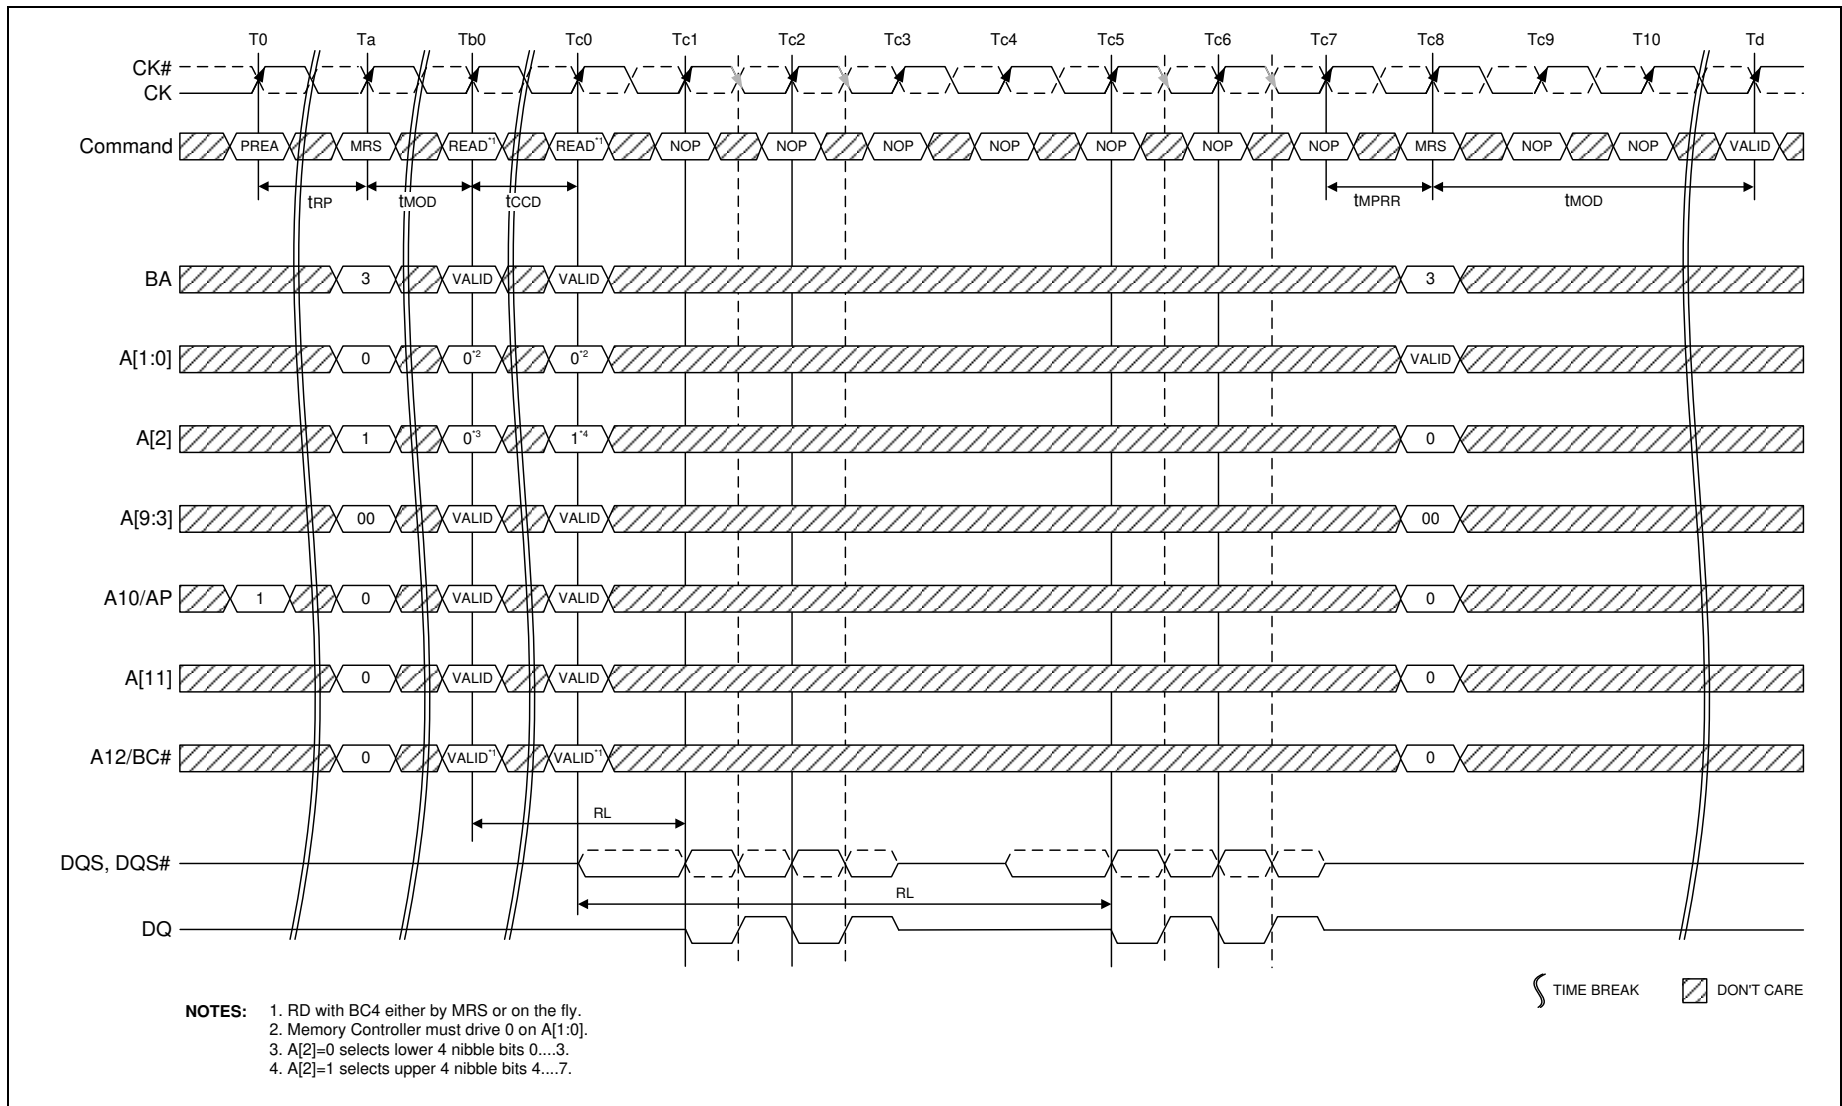 T0 Ta Tb0 Tc0 Tc1 Tc2 Tc3 Tc4 Tc5 Tc6 Tc7 Tc8 Tc9 T10 Td
CK#
CK
Command PREA MRS READ*1 READ*1 NOP NOP NOP NOP NOP NOP NOP MRS NOP NOP VALID
tRP tMOD tCCD tMPRR tMOD
BA 3 VALID VALID 3
A[1:0] 0 0*2 0*2 VALID
A[2] 1 0*3 1*4 0
A[9:3] 00 VALID VALID 00
A10/AP 1 0 VALID VALID 0
A[11] 0 VALID VALID 0
A12/BC# 0 VALID*1 VALID*1 0
RL
DQS, DQS#
RL
DQ
TIME BREAK DON'T CARE
NOTES: 1. RD with BC4 either by MRS or on the fly.
2. Memory Controller must drive 0 on A[1:0].
3. A[2]=0 selects lower 4 nibble bits 0....3.
4. A[2]=1 selects upper 4 nibble bits 4....7.